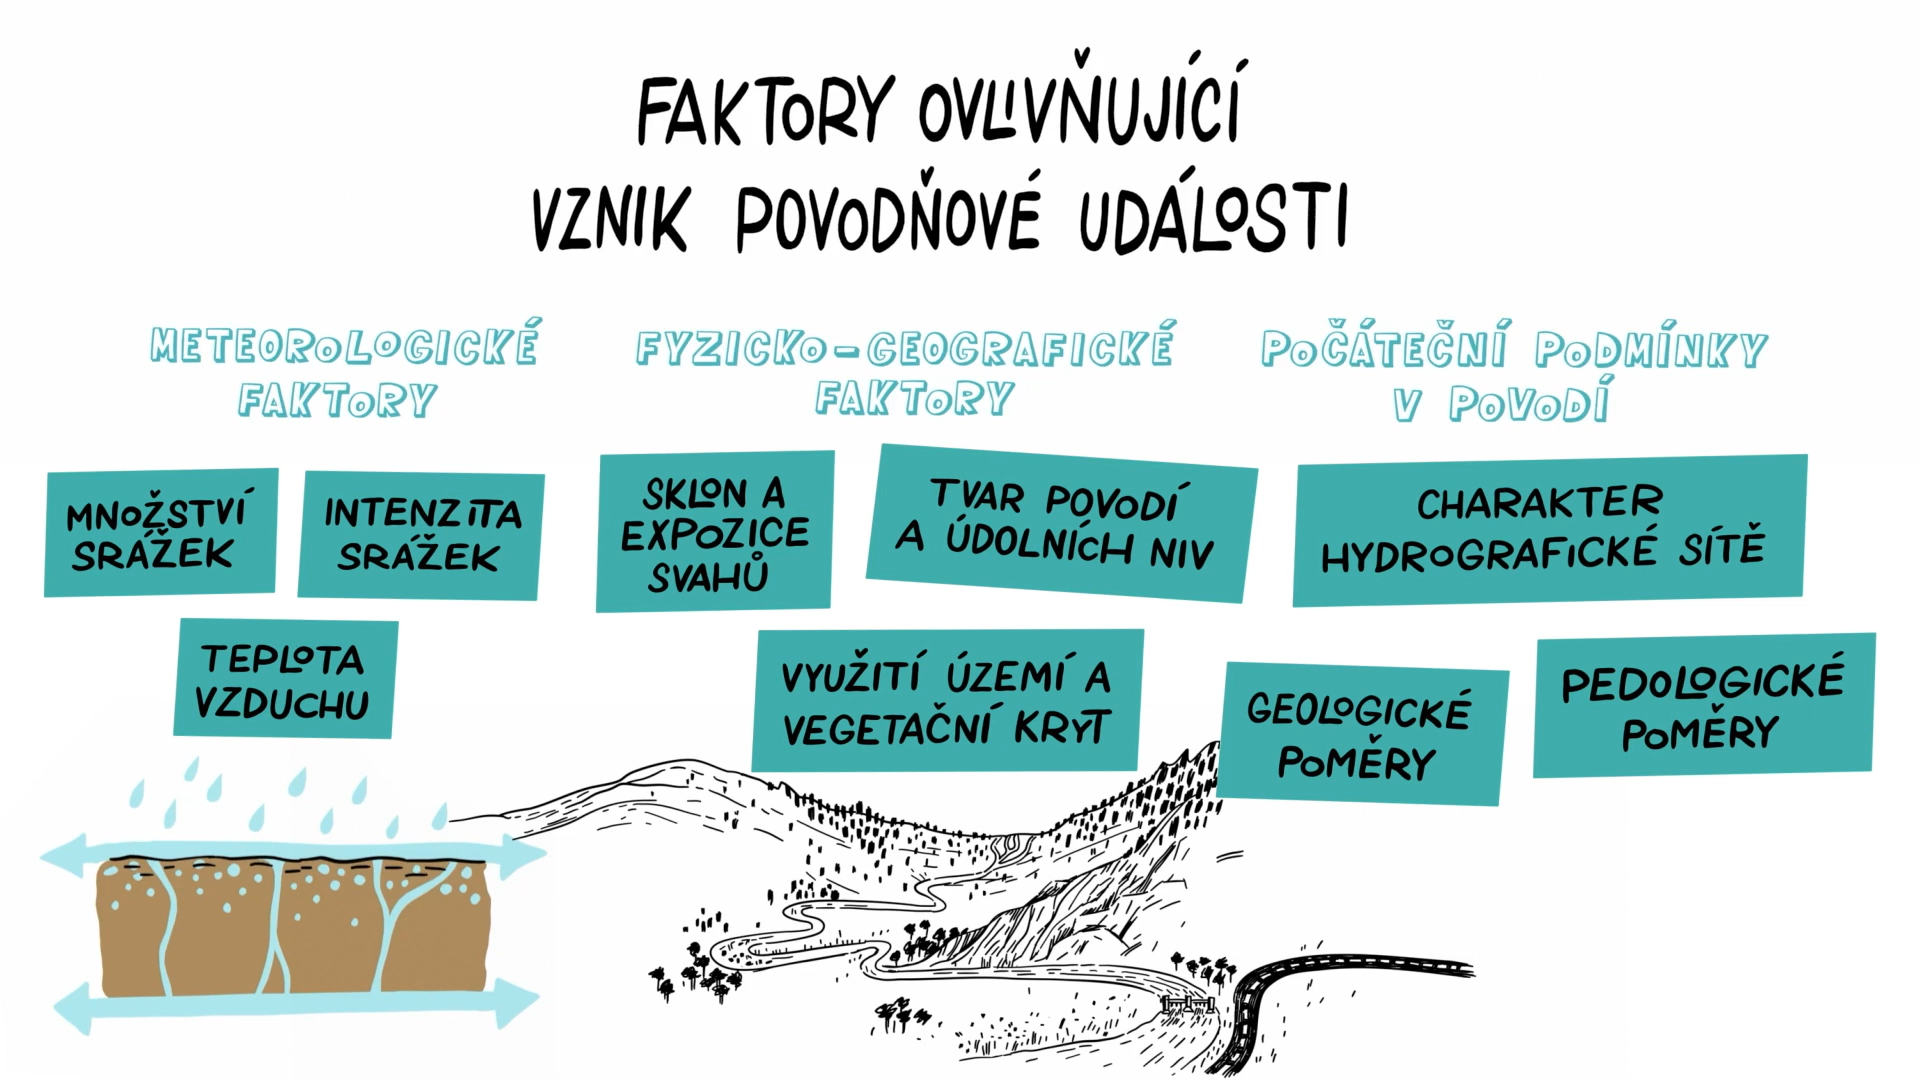 FAKTORY OVLIVŇUJÍCÍ
VZNIK POVODŇOVÉ UDÁLOSTI
METEOROLOGICKÉ
FAKTORY
FYZICKO-GEOGRAFICKÉ
FAKTORY
POČÁTEČNÍ PODMÍNKY
V POVODÍ
MNOŽSTVÍ
SRÁŽEK
INTENZITA
SRÁŽEK
TEPLOTA
VZDUCHU
SKLON A
EXPOZICE
SVAHŮ
TVAR POVODÍ
A ÚDOLNÍCH NIV
VYUŽITÍ ÚZEMÍ A
VEGETAČNÍ KRYT
CHARAKTER
HYDROGRAFICKÉ SÍTĚ
GEOLOGICKÉ
POMĚRY
PEDOLOGICKÉ
POMĚRY